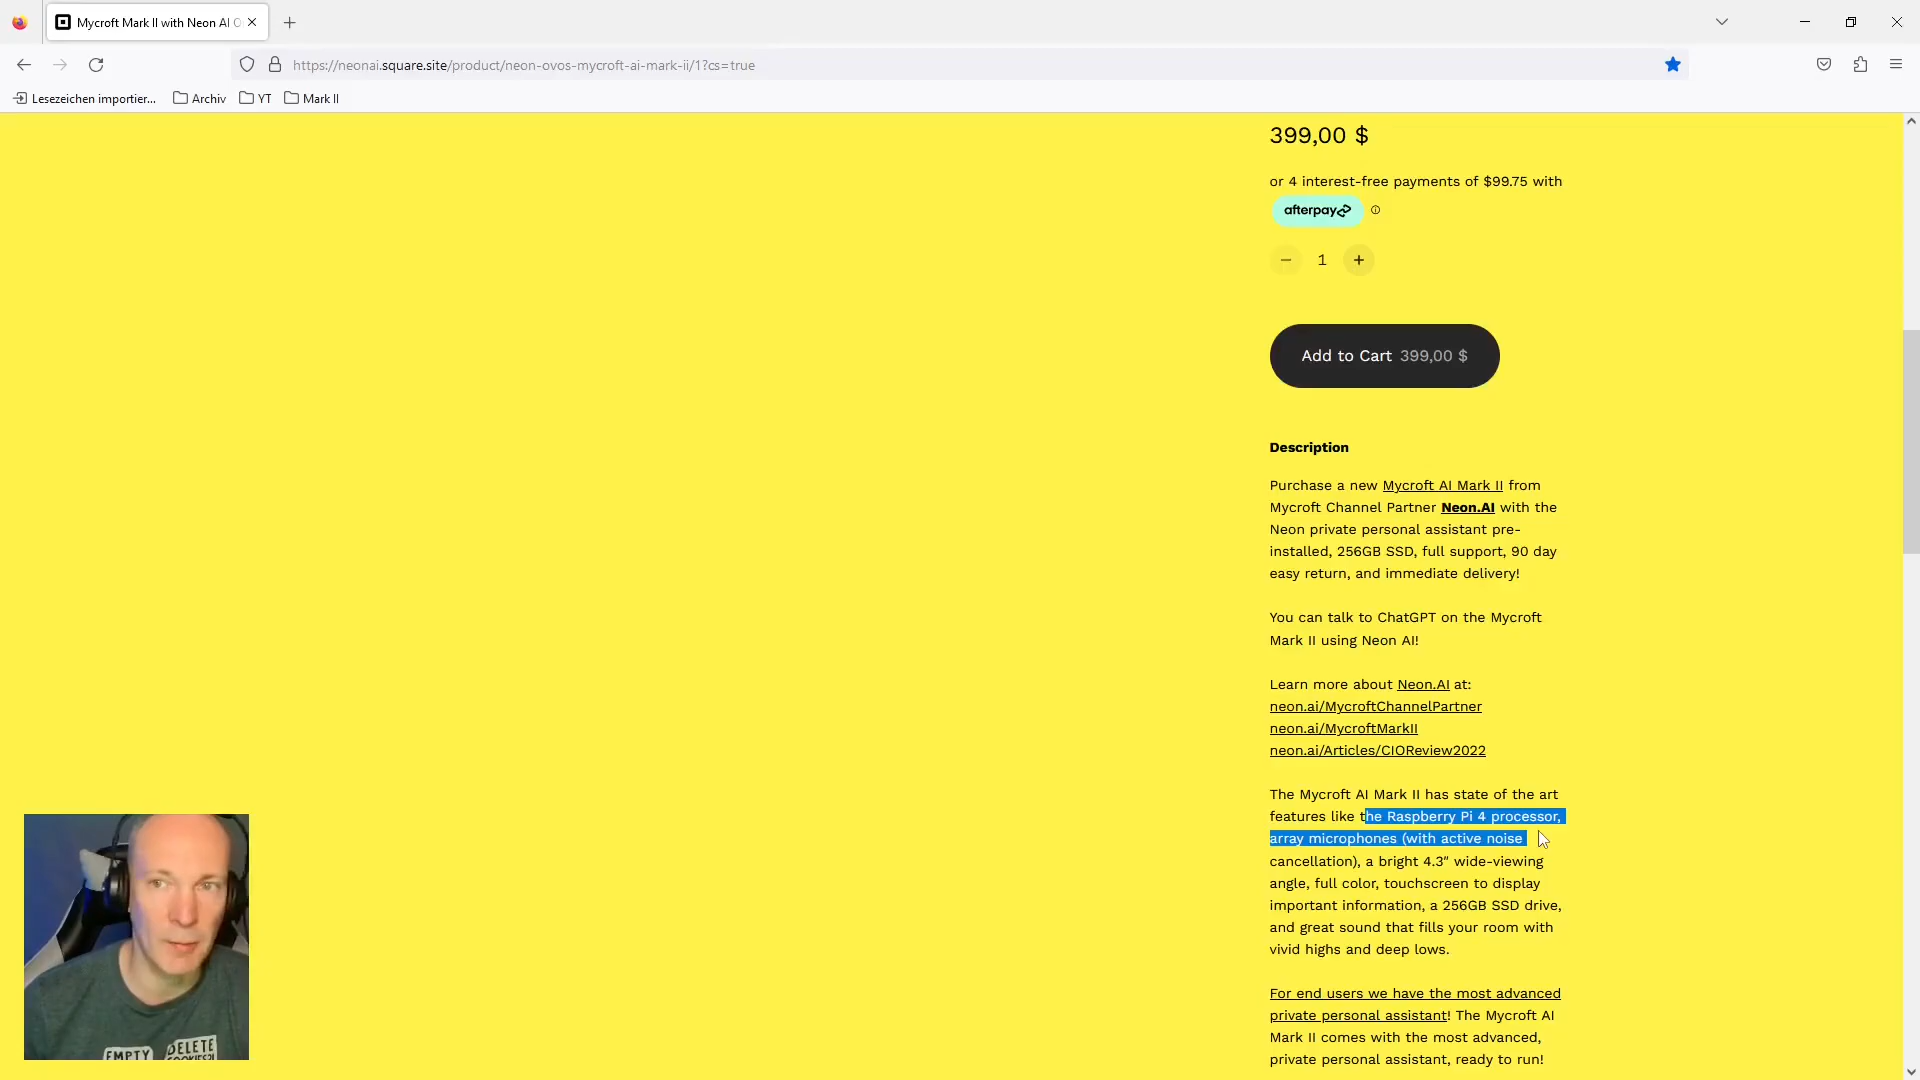 Mycroft Mark II with Neon AI O
https://neonai.square.site/product/neon-ovos-mycroft-ai-mark-ii/1?cs=true
Lesezeichen importier... Archiv YT Mark II
399,00 $
or 4 interest-free payments of $99.75 with
afterpay
1
Add to Cart 399,00 $
Description
Purchase a new Mycroft AI Mark II from
Mycroft Channel Partner Neon.AI with the
Neon private personal assistant pre-
installed, 256GB SSD, full support, 90 day
easy return, and immediate delivery!
You can talk to ChatGPT on the Mycroft
Mark II using Neon AI!
Learn more about Neon.AI at:
neon.ai/MycroftChannelPartner
neon.ai/MycroftMarkII
neon.ai/Articles/CIOReview2022
The Mycroft AI Mark II has state of the art
features like the Raspberry Pi 4 processor,
array microphones (with active noise
cancellation), a bright 4.3" wide-viewing
angle, full color, touchscreen to display
important information, a 256GB SSD drive,
and great sound that fills your room with
vivid highs and deep lows.
For end users we have the most advanced
private personal assistant! The Mycroft AI
Mark II comes with the most advanced,
private personal assistant, ready to run!
EMPTY DELETE
COOKIES?!